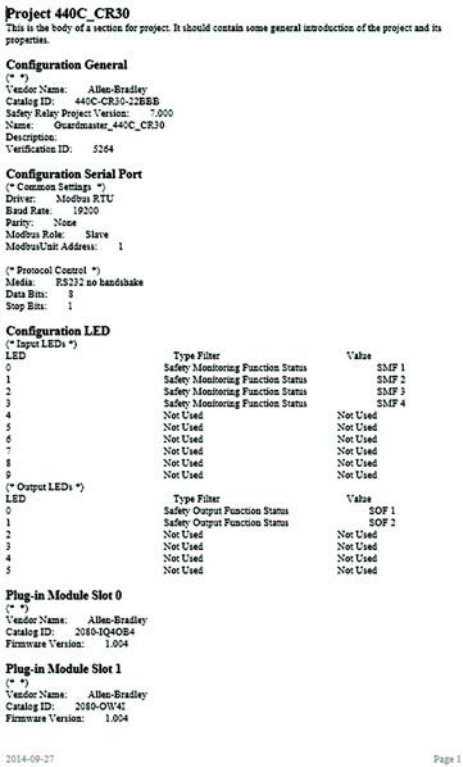 Project 440C_CR30
This is the body of a section for project. It should contain some general introduction of the project and its
properties.
Configuration General
(* *)
Vendor Name: Allen-Bradley
Catalog ID: 440C-CR30-22BBB
Safety Relay Project Version: 7.000
Name: Guardmaster_440C_CR30
Description:
Verification ID: 5264
Configuration Serial Port
(* Common Settings *)
Driver: Modbus RTU
Baud Rate: 19200
Parity: None
Modbus Role: Slave
ModbusUnit Address: 1
(* Protocol Control *)
Media: RS232 no handshake
Data Bits: 8
Stop Bits: 1
Configuration LED
(* Input LEDs *)
LED Type Filter Value
0 Safety Monitoring Function Status SMF 1
1 Safety Monitoring Function Status SMF 2
2 Safety Monitoring Function Status SMF 3
3 Safety Monitoring Function Status SMF 4
4 Not Used Not Used
5 Not Used Not Used
6 Not Used Not Used
7 Not Used Not Used
8 Not Used Not Used
9 Not Used Not Used
(* Output LEDs *)
LED Type Filter Value
0 Safety Output Function Status SOF 1
1 Safety Output Function Status SOF 2
2 Not Used Not Used
3 Not Used Not Used
4 Not Used Not Used
5 Not Used Not Used
Plug-in Module Slot 0
(* *)
Vendor Name: Allen-Bradley
Catalog ID: 2080-IQ4OB4
Firmware Version: 1.004
Plug-in Module Slot 1
(* *)
Vendor Name: Allen-Bradley
Catalog ID: 2080-OW4I
Firmware Version: 1.004
2014-09-27 Page 1